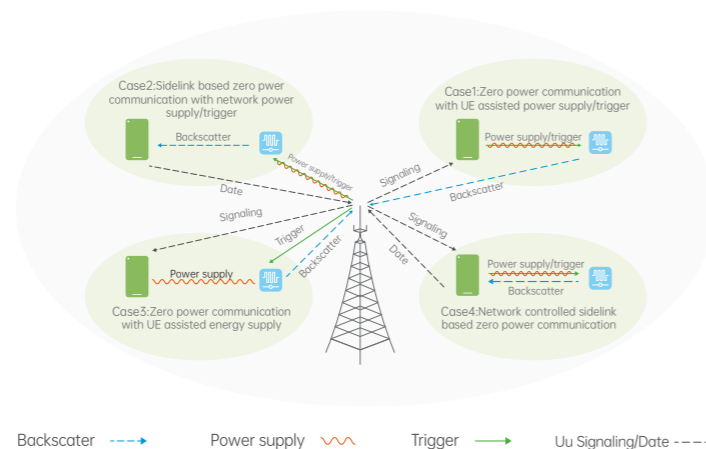 Case2:Sidelink based zero pwer
communication with network power
supply/trigger
Backscatter
Power supply/trigger
Date
Case1:Zero power communication
with UE assisted power supply/trigger
Power supply/trigger
Signaling
Backscatter
Signaling
Trigger
Backscatter
Power supply
Case3:Zero power communication
with UE assisted energy supply
Signaling
Date
Power supply/trigger
Backscatter
Case4:Network controlled sidelink
based zero power communication
Backscater
Power supply
Trigger
Uu Signaling/Date